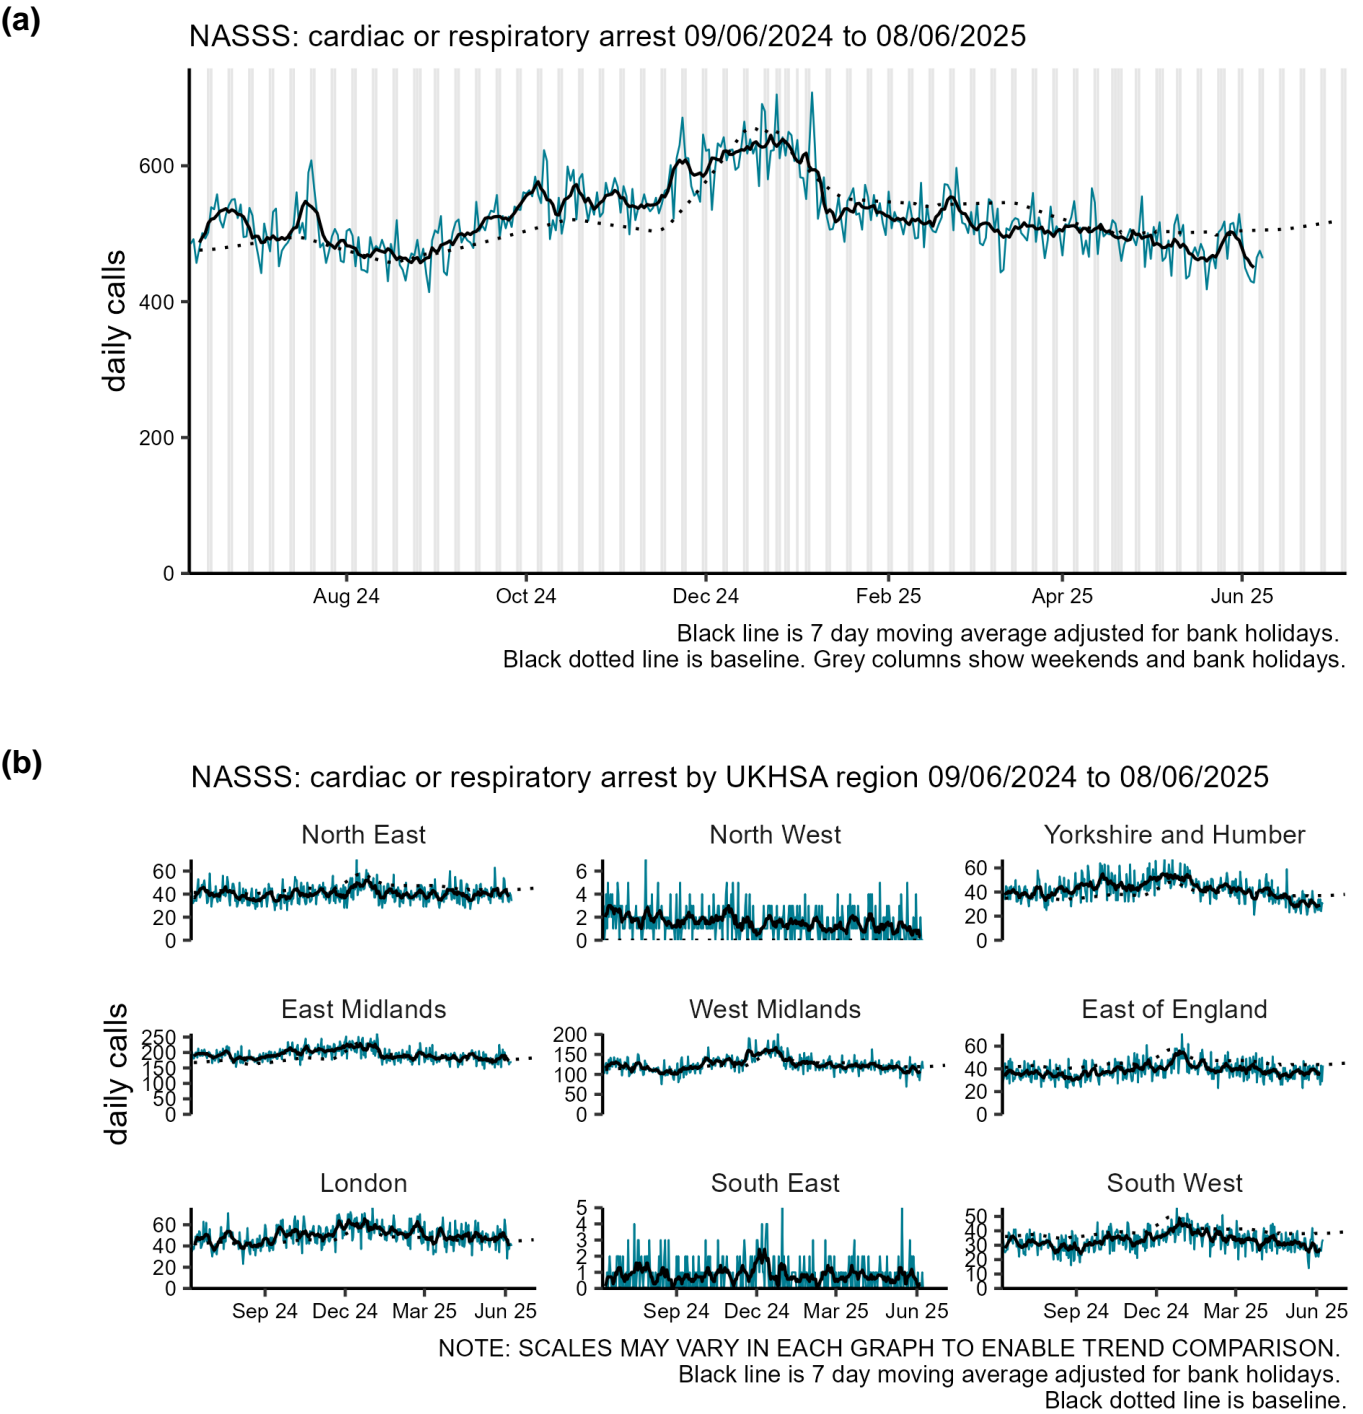 (a)
NASSS: cardiac or respiratory arrest 09/06/2024 to 08/06/2025
daily calls
600
400
200
0
Aug 24 Oct 24 Dec 24 Feb 25 Apr 25 Jun 25
Black line is 7 day moving average adjusted for bank holidays.
Black dotted line is baseline. Grey columns show weekends and bank holidays.
(b)
NASSS: cardiac or respiratory arrest by UKHSA region 09/06/2024 to 08/06/2025
daily calls
North East
60
40
20
0
North West
6
4
2
0
Yorkshire and Humber
60
40
20
0
East Midlands
250
200
150
100
50
0
West Midlands
200
150
100
50
0
East of England
60
40
20
0
London
60
40
20
0
South East
5
4
3
2
1
0
South West
50
40
30
20
10
0
Sep 24 Dec 24 Mar 25 Jun 25 Sep 24 Dec 24 Mar 25 Jun 25 Sep 24 Dec 24 Mar 25 Jun 25
NOTE: SCALES MAY VARY IN EACH GRAPH TO ENABLE TREND COMPARISON.
Black line is 7 day moving average adjusted for bank holidays.
Black dotted line is baseline.